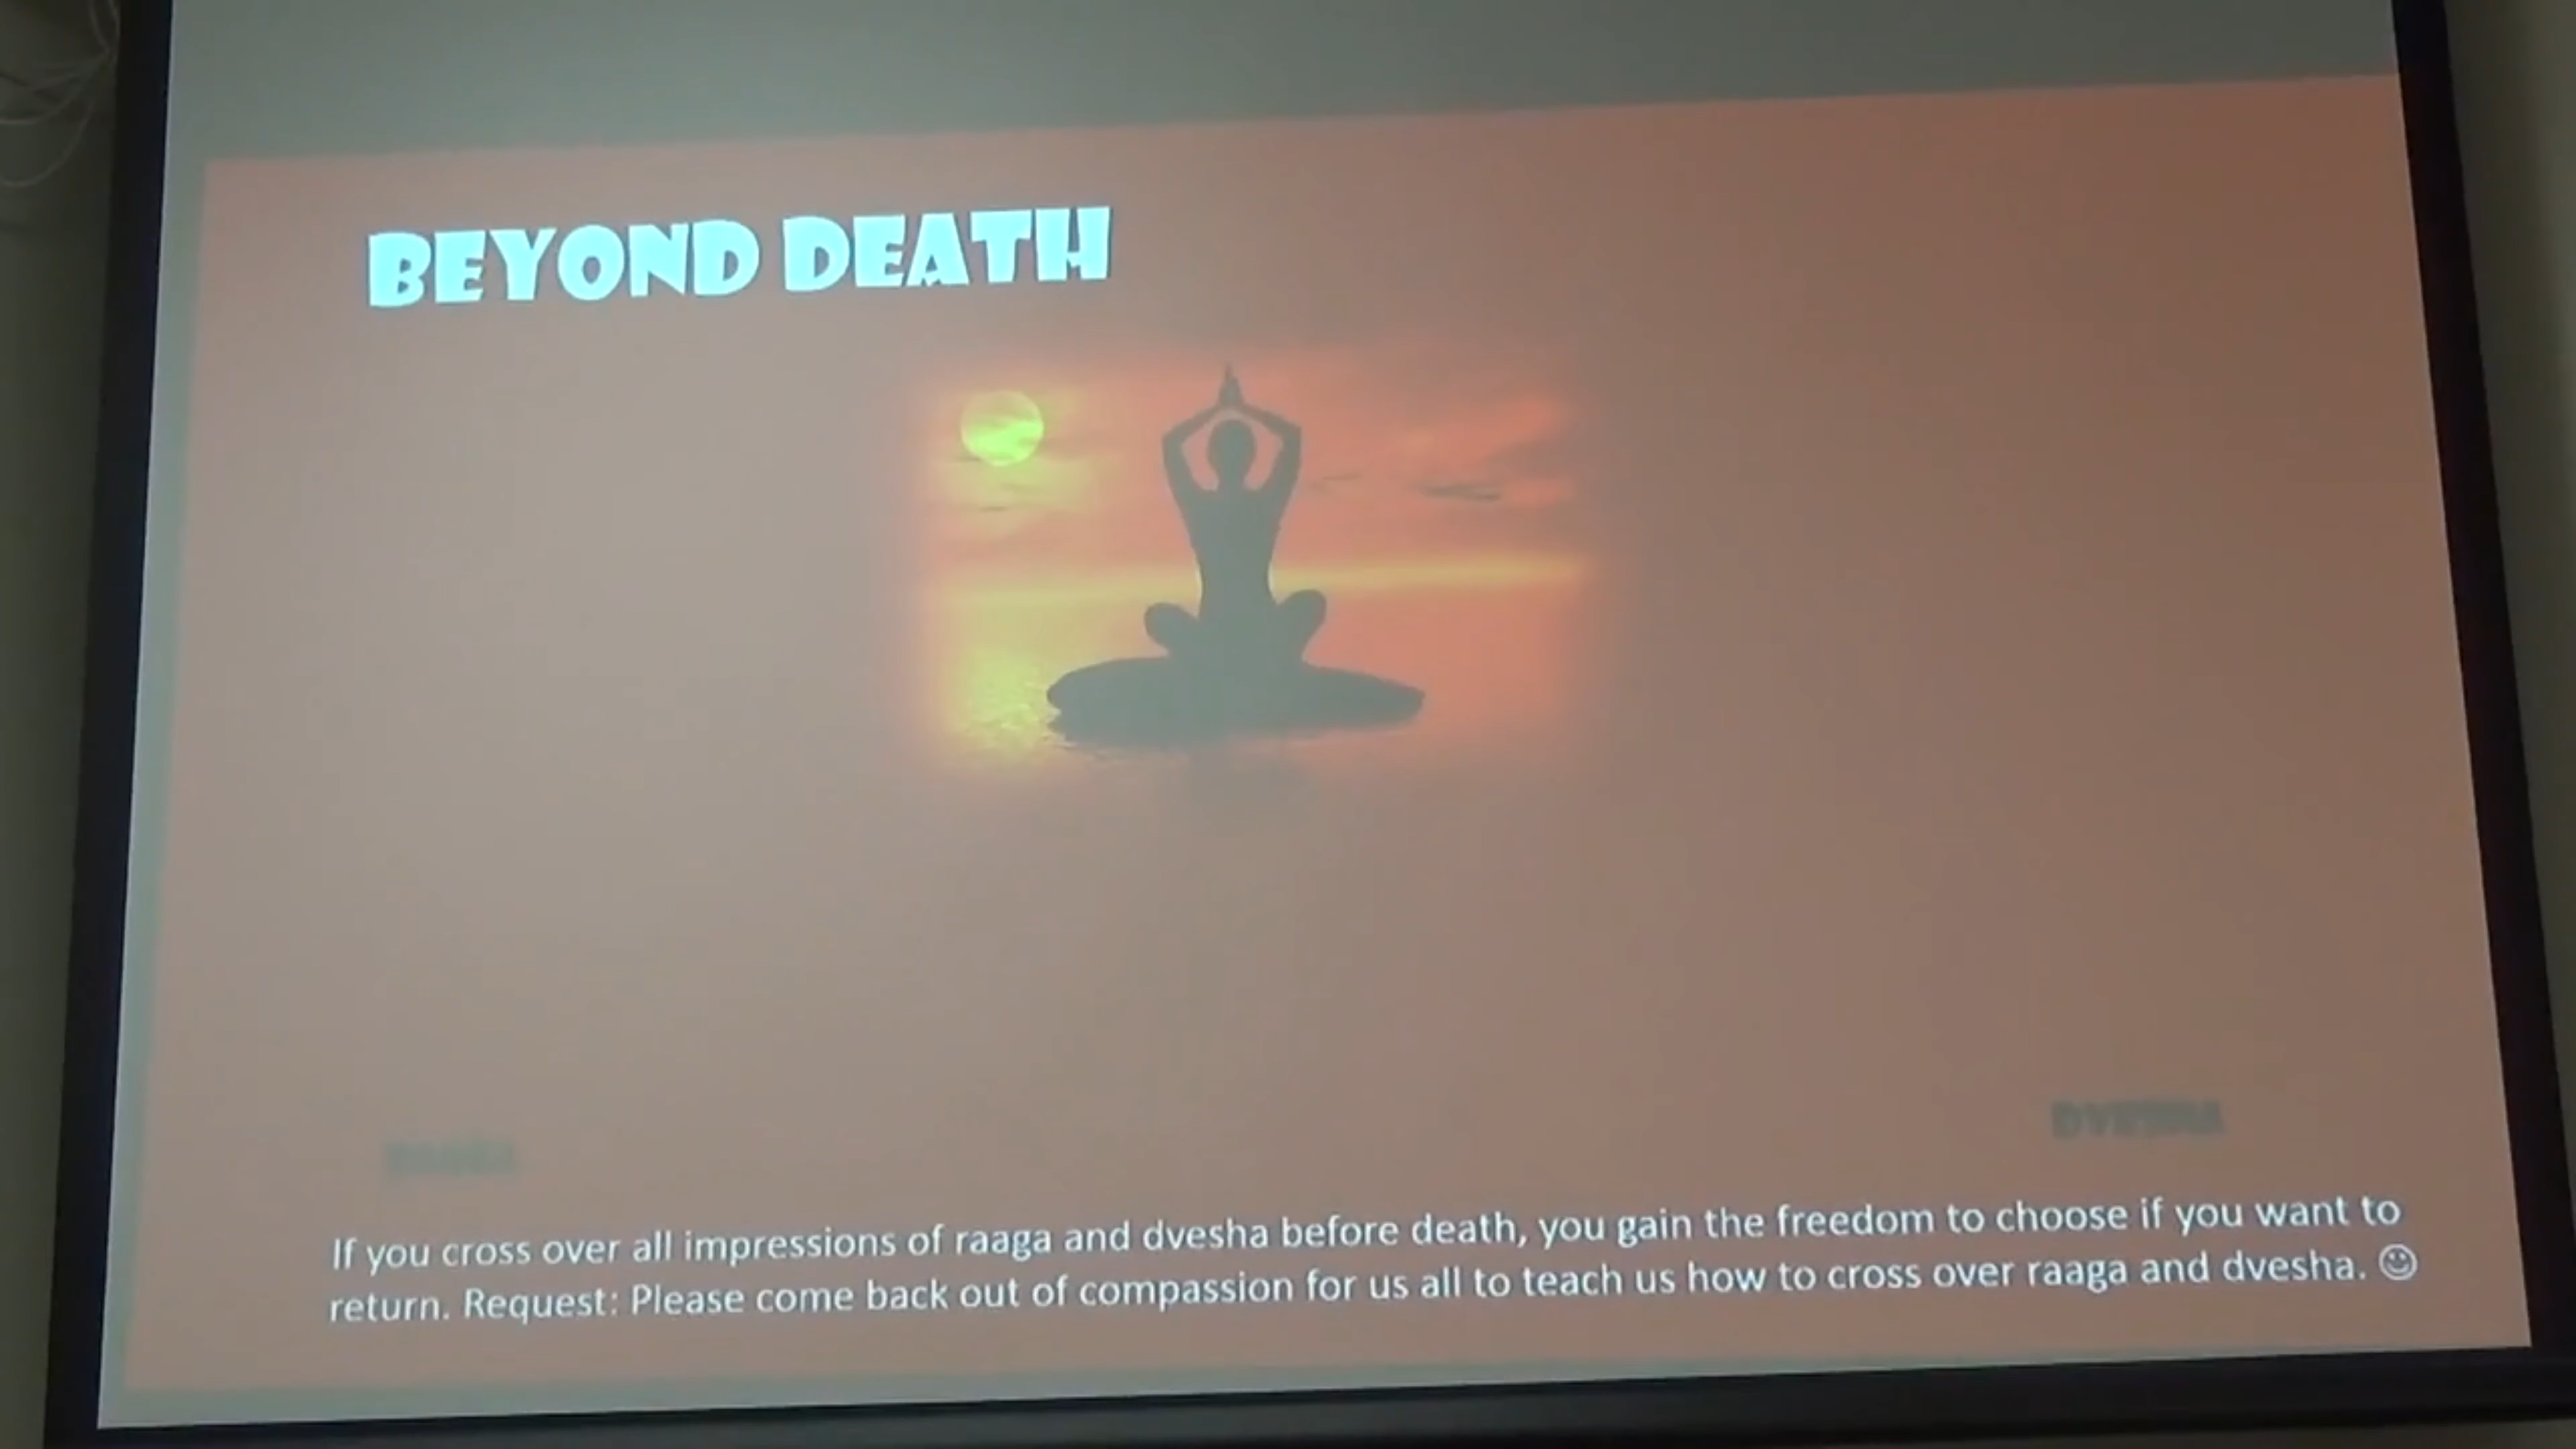 BEYOND DEATH
DVESHA
If you cross over all impressions of raaga and dvesha before death, you gain the freedom to choose if you want to
return. Request: Please come back out of compassion for us all to teach us how to cross over raaga and dvesha. ☺